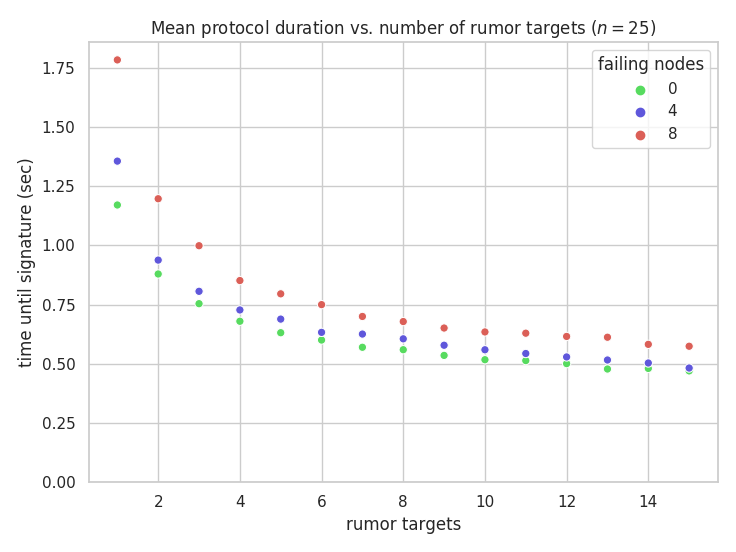 Mean protocol duration vs. number of rumor targets (n = 25)
failing nodes
0
4
8
time until signature (sec)
1.75
1.50
1.25
1.00
0.75
0.50
0.25
0.00
2 4 6 8 10 12 14
rumor targets